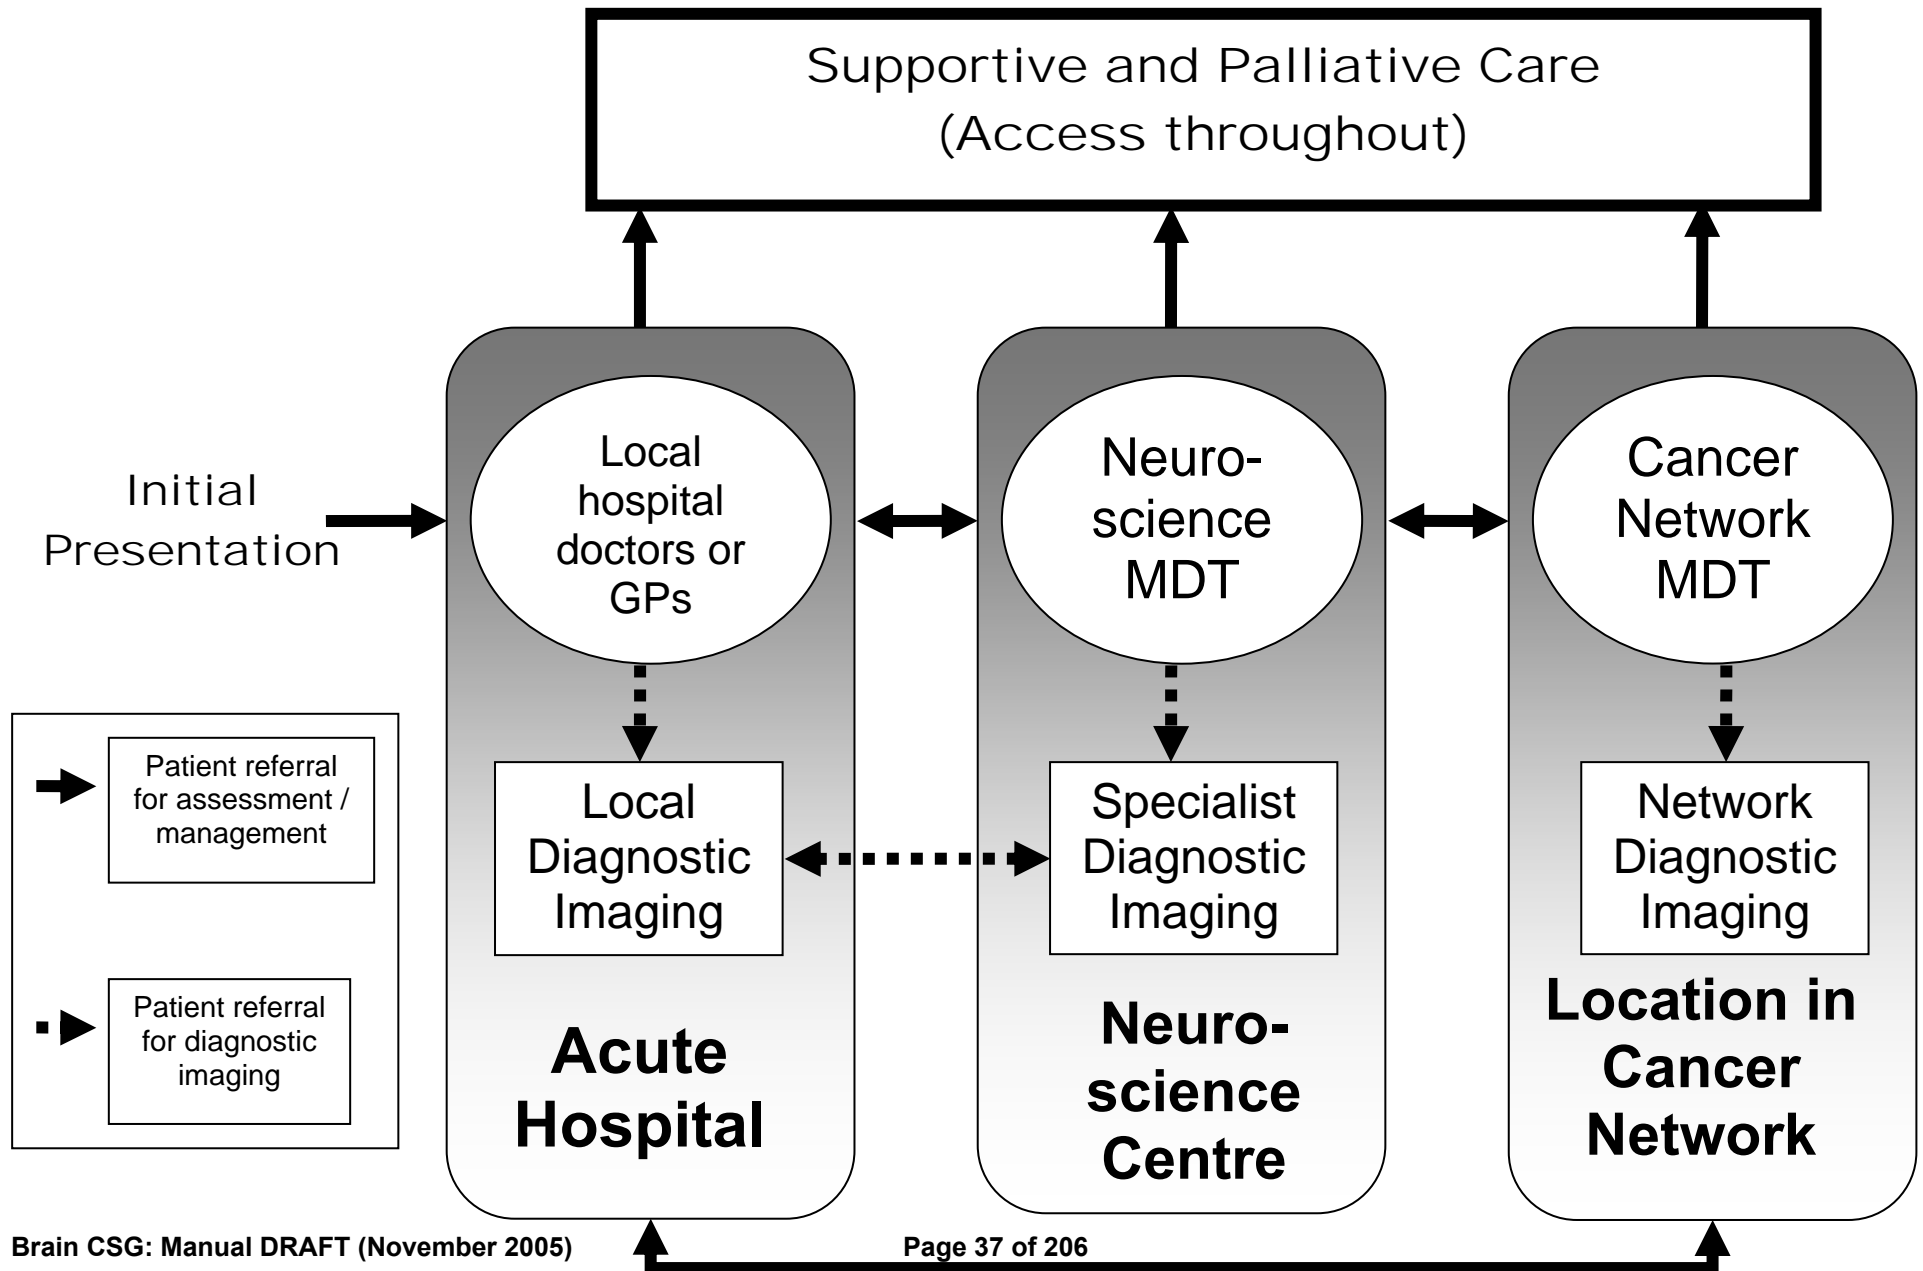 Supportive and Palliative Care
(Access throughout)
Initial
Presentation
Local
hospital
doctors or
GPs
Neuro-
science
MDT
Cancer
Network
MDT
Patient referral
for assessment /
management
Patient referral
for diagnostic
imaging
Local
Diagnostic
Imaging
Specialist
Diagnostic
Imaging
Network
Diagnostic
Imaging
Acute
Hospital
Neuro-
science
Centre
Location in
Cancer
Network
Brain CSG: Manual DRAFT (November 2005)
Page 37 of 206